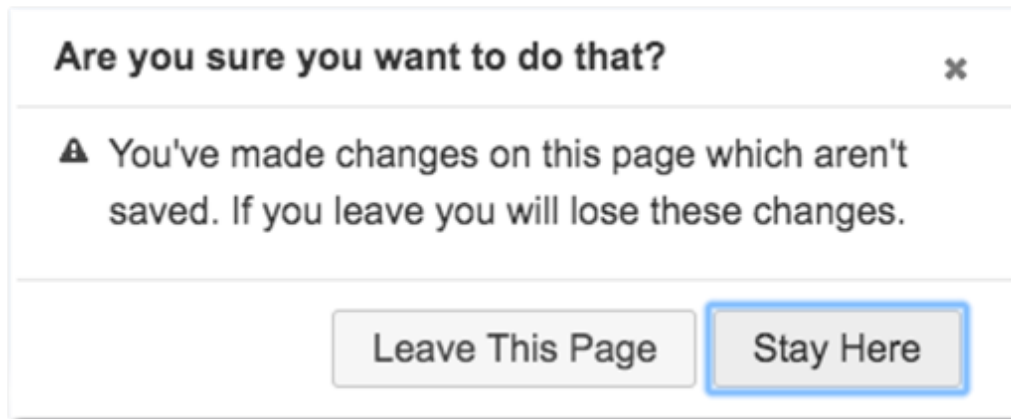 Are you sure you want to do that?
You've made changes on this page which aren't
saved. If you leave you will lose these changes.
Leave This Page
Stay Here